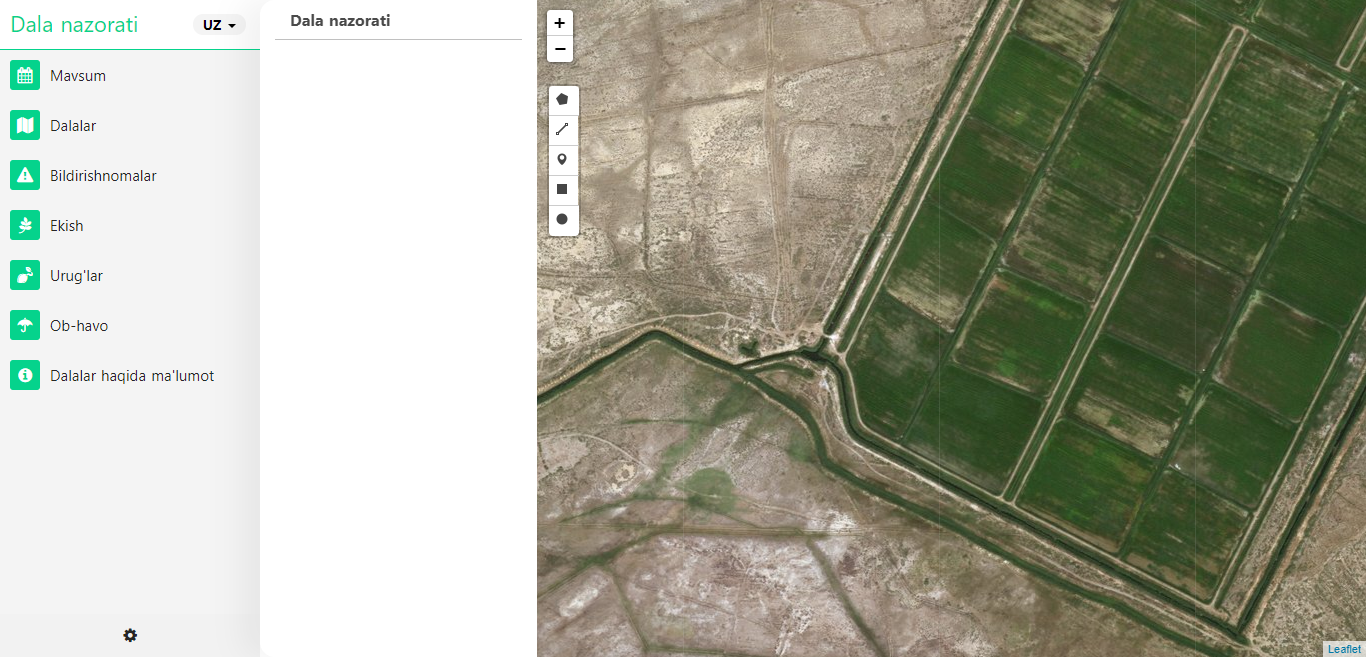 Dala nazorati
UZ
Mavsum
Dalalar
Bildirishnomalar
Ekish
Urug'lar
Ob-havo
Dalalar haqida ma'lumot
Dala nazorati
+
−
Leaflet